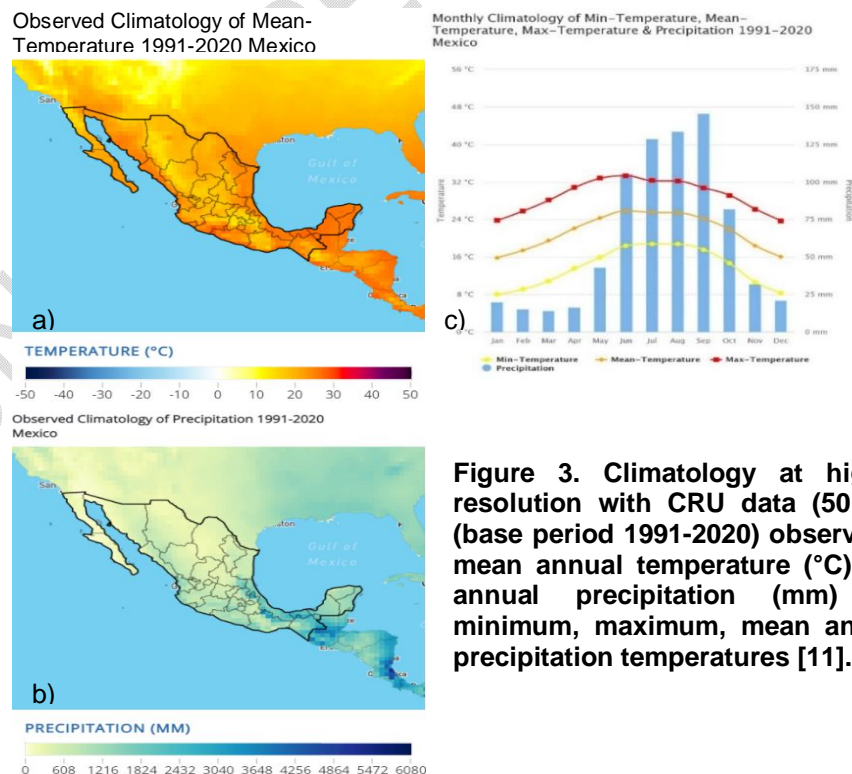 Observed Climatology of Mean-
Temperature 1991-2020 Mexico
San
ston
Gulf of
Mexico
a)
TEMPERATURE (°C)
-50 -40 -30 -20 -10 0 10 20 30 40 50
Observed Climatology of Precipitation 1991-2020
Mexico
San
ston
Gulf of
Mexico
b)
PRECIPITATION (MM)
0 608 1216 1824 2432 3040 3648 4256 4864 5472 6080
Monthly Climatology of Min-Temperature, Mean-
Temperature, Max-Temperature & Precipitation 1991-2020
Mexico
56 °C 175 mm
48 °C 150 mm
40 °C 125 mm
32 °C 100 mm
24 °C 75 mm
16 °C 50 mm
8 °C 25 mm
0 °C 0 mm
Temperature
Precipitation
c)
Jan Feb Mar Apr May Jun Jul Aug Sep Oct Nov Dec
Min-Temperature Mean-Temperature Max-Temperature
Precipitation
Figure 3. Climatology at hig
resolution with CRU data (50
(base period 1991-2020) observ
mean annual temperature (°C)
annual precipitation (mm)
minimum, maximum, mean an
precipitation temperatures [11].